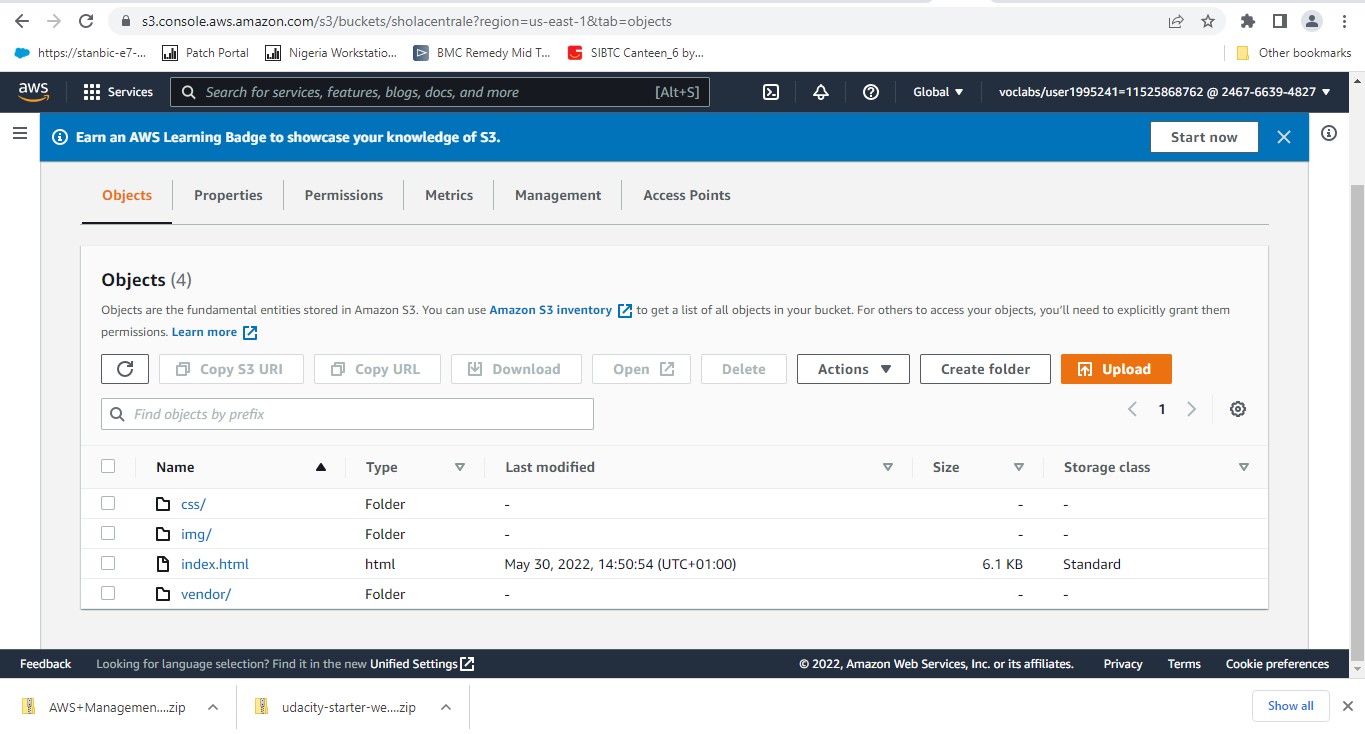 s3.console.aws.amazon.com/s3/buckets/sholacentrale?region=us-east-1&tab=objects
https://stanbic-e7-... Patch Portal Nigeria Workstatio... BMC Remedy Mid T... SIBTC Canteen_6 by... Other bookmarks
aws Services Search for services, features, blogs, docs, and more [Alt+S] Global ▼ voclabs/user1995241=11525868762 @ 2467-6639-4827 ▼
Earn an AWS Learning Badge to showcase your knowledge of S3. Start now
Objects Properties Permissions Metrics Management Access Points
Objects (4)
Objects are the fundamental entities stored in Amazon S3. You can use Amazon S3 inventory to get a list of all objects in your bucket. For others to access your objects, you'll need to explicitly grant them
permissions. Learn more
Copy S3 URI Copy URL Download Open Delete Actions ▼ Create folder Upload
Find objects by prefix 1
Name Type Last modified Size Storage class
css/ Folder - - -
img/ Folder - - -
index.html html May 30, 2022, 14:50:54 (UTC+01:00) 6.1 KB Standard
vendor/ Folder - - -
Feedback Looking for language selection? Find it in the new Unified Settings © 2022, Amazon Web Services, Inc. or its affiliates. Privacy Terms Cookie preferences
AWS+Managemen....zip udacity-starter-we....zip Show all